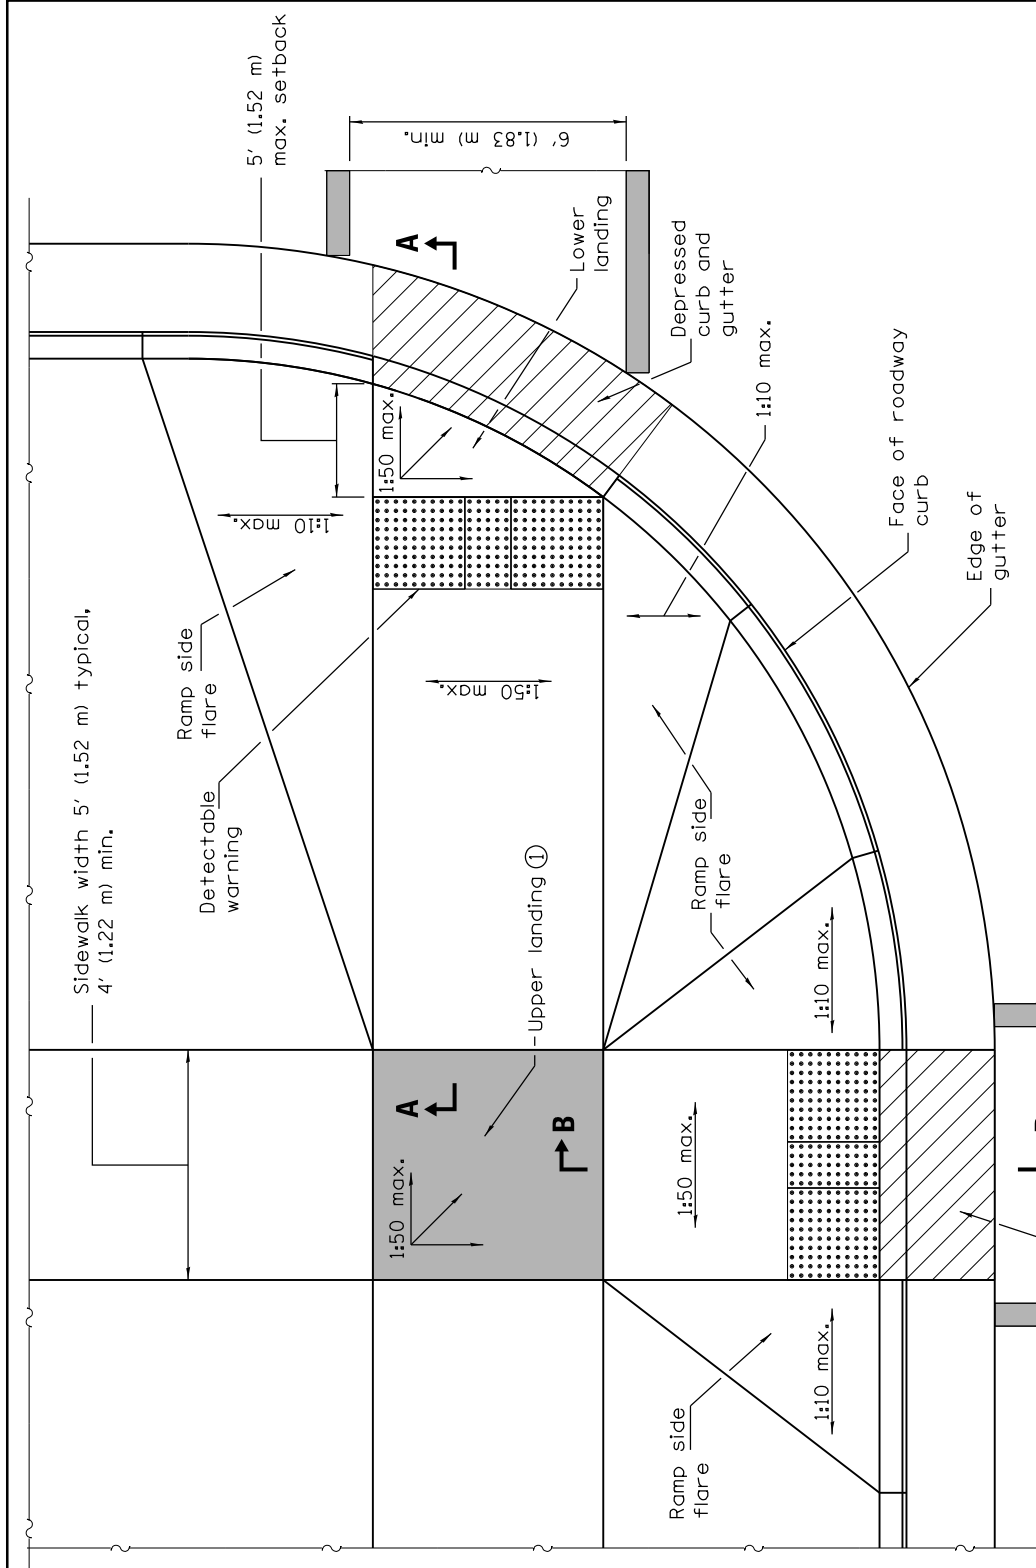 5' (1.52 m)
max. setback
6' (1.83 m) min.
A
Lower
landing
Depressed
curb and
gutter
1:50 max.
1:10 max.
1:10 max.
Face of roadway
curb
Edge of
gutter
Sidewalk width 5' (1.52 m) typical,
4' (1.22 m) min.
Ramp side
flare
Detectable
warning
1:50 max.
Ramp side
flare
Upper landing 1
1:10 max.
A
B
1:50 max.
1:50 max.
Ramp side
flare
1:10 max.